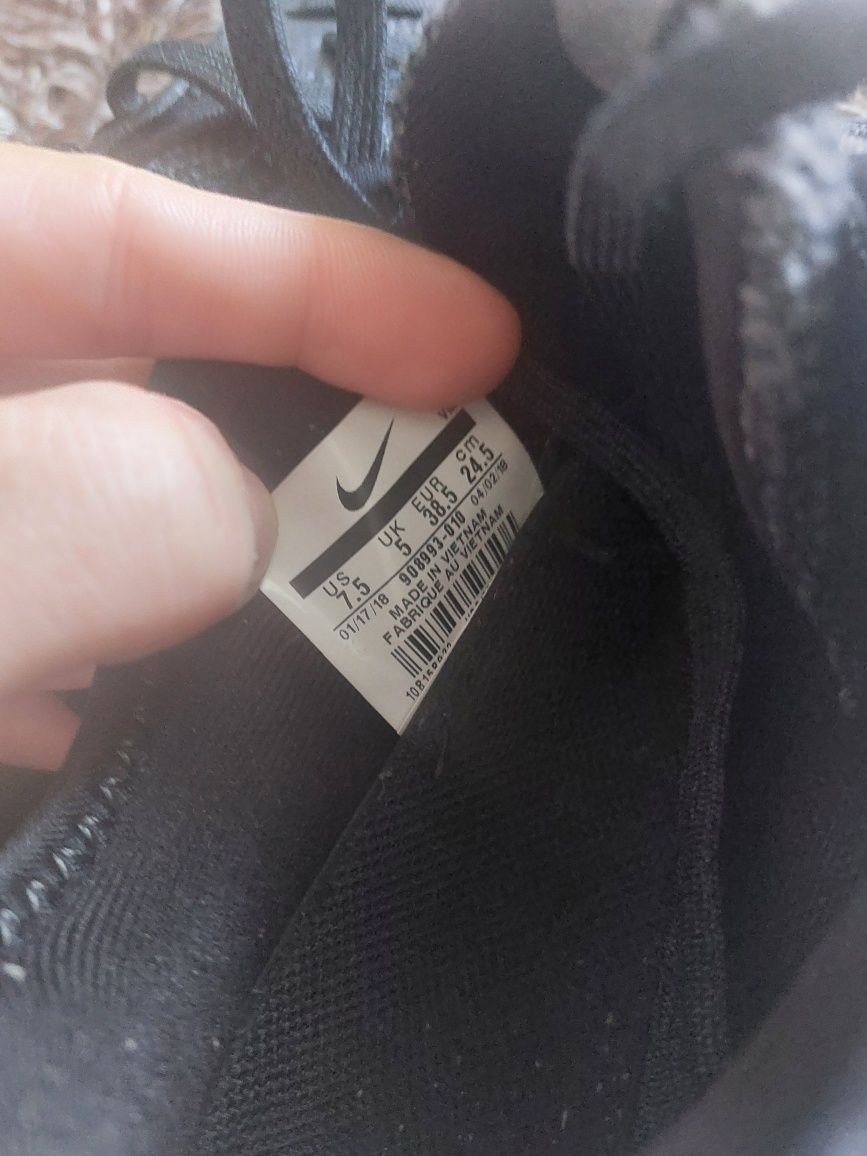 US UK EUR cm
7.5 5 38.5 24.5
01/17/18 908993-010 04/02/18
MADE IN VIETNAM
FABRIQUE AU VIETNAM